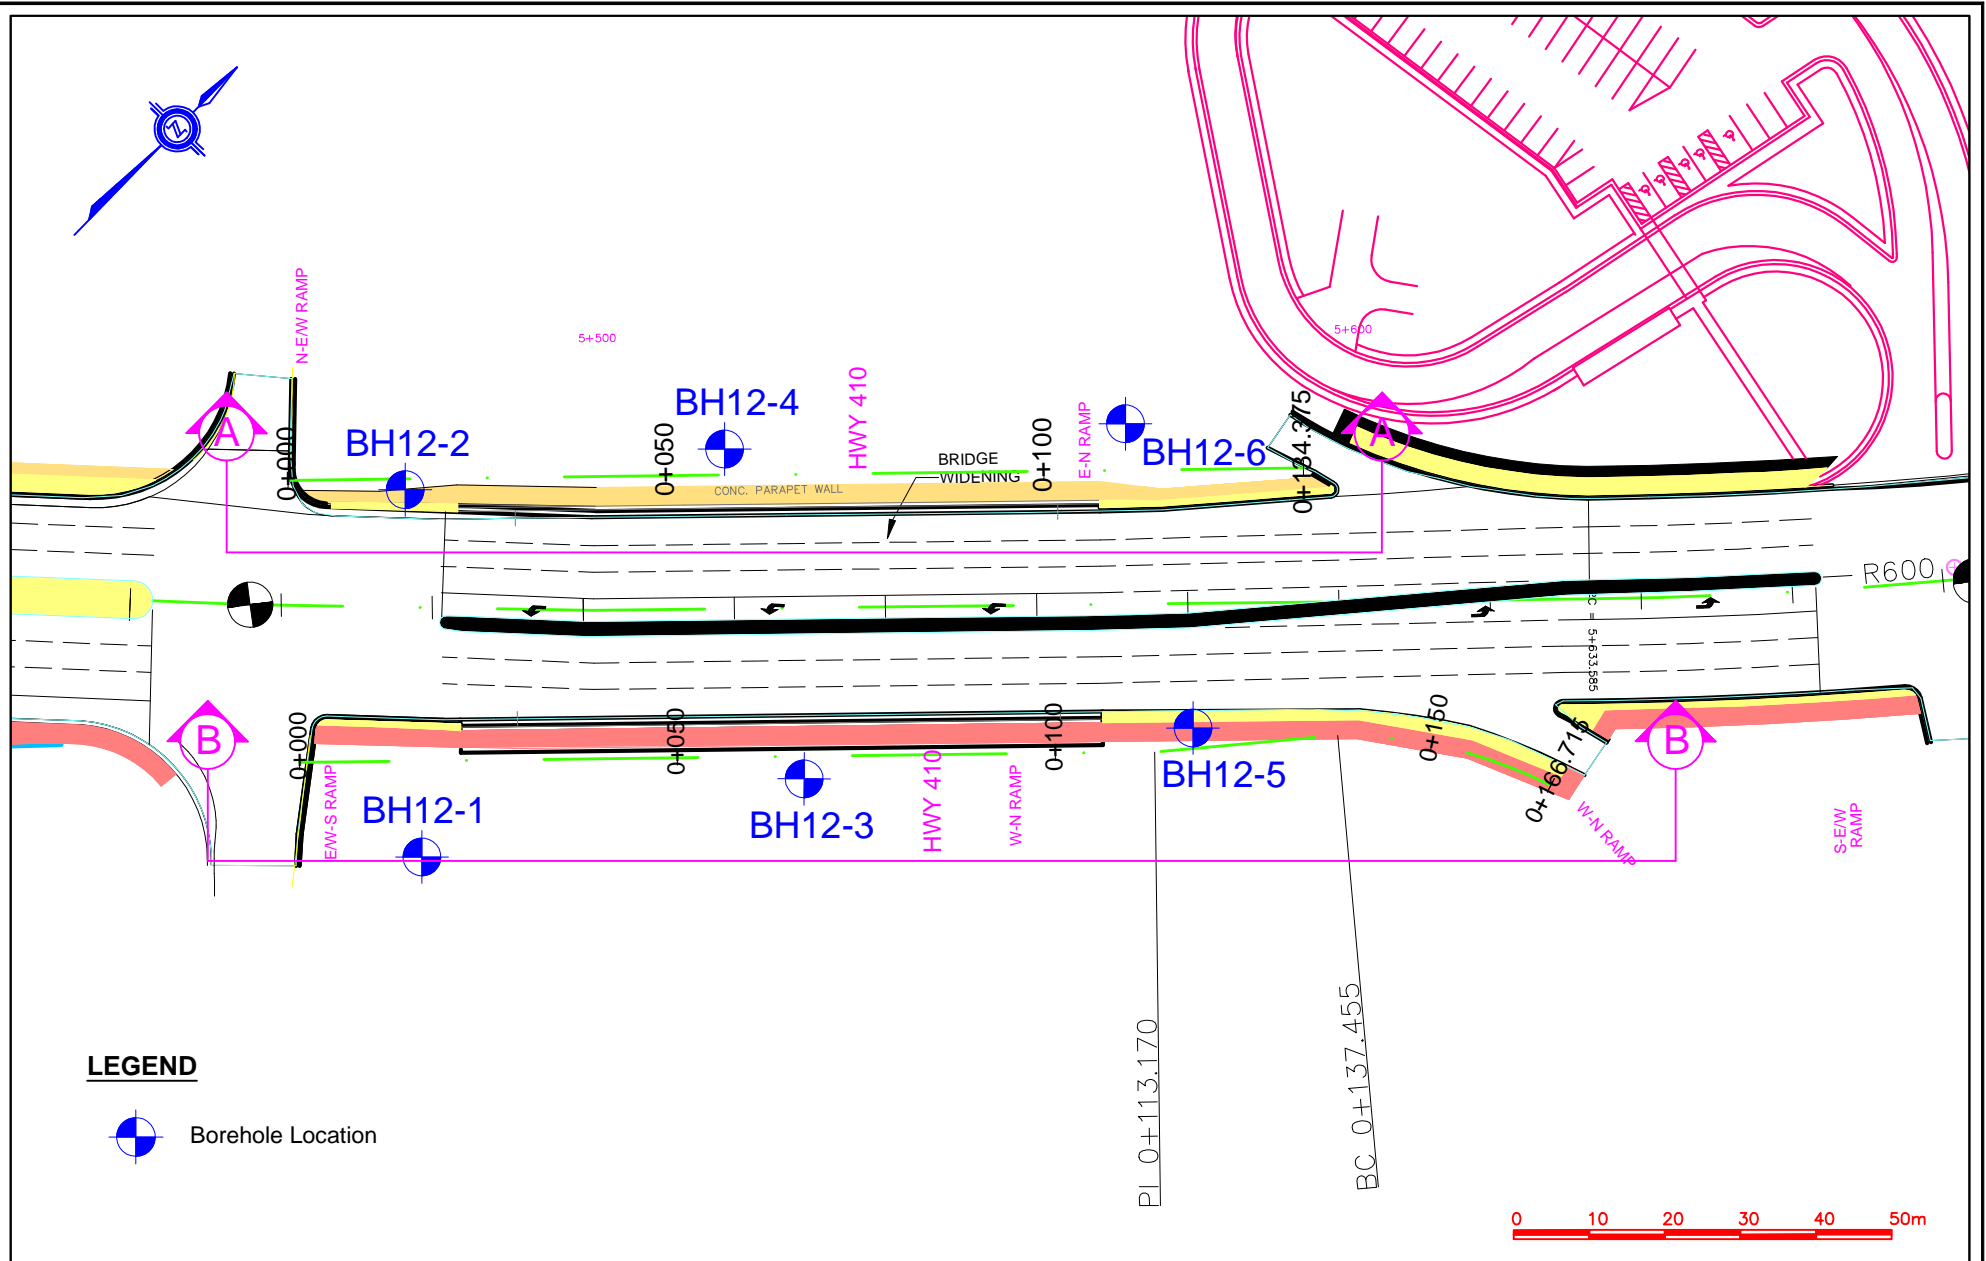 N-E/W RAMP
5+500
5+600
HWY 410
BH12-4
BH12-2
BH12-6
E-N RAMP
0+000
0+050
0+100
0+134.375
A
A
BRIDGE
WIDENING
CONC. PARAPET WALL
R600
5+633.585
0+000
0+050
0+100
0+150
0+166.715
B
B
E/W-S RAMP
BH12-1
BH12-3
HWY 410
W-N RAMP
BH12-5
W-N RAMP
S-E/W
RAMP
PI 0+113.170
BC 0+137.455
LEGEND
Borehole Location
0 10 20 30 40 50m